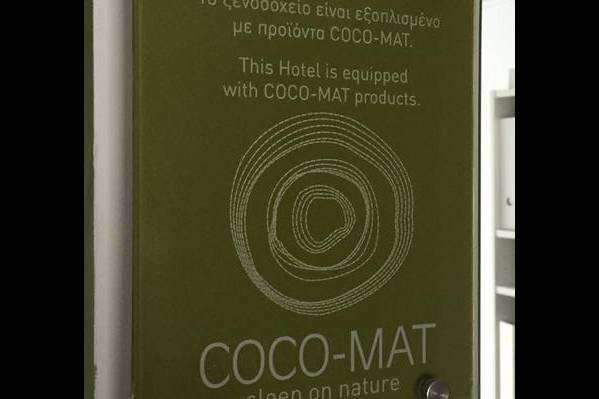 Το ξενοδοχείο είναι εξοπλισμένο
με προϊόντα COCO-MAT.
This Hotel is equipped
with COCO-MAT products.
COCO-MAT
sleep on nature